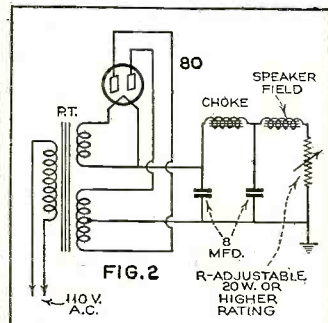 80
SPEAKER
FIELD
CHOKE
P.T.
8
MFD.
FIG.2
R-ADJUSTABLE
20 W. OR
HIGHER
RATING
110 V.
A.C.